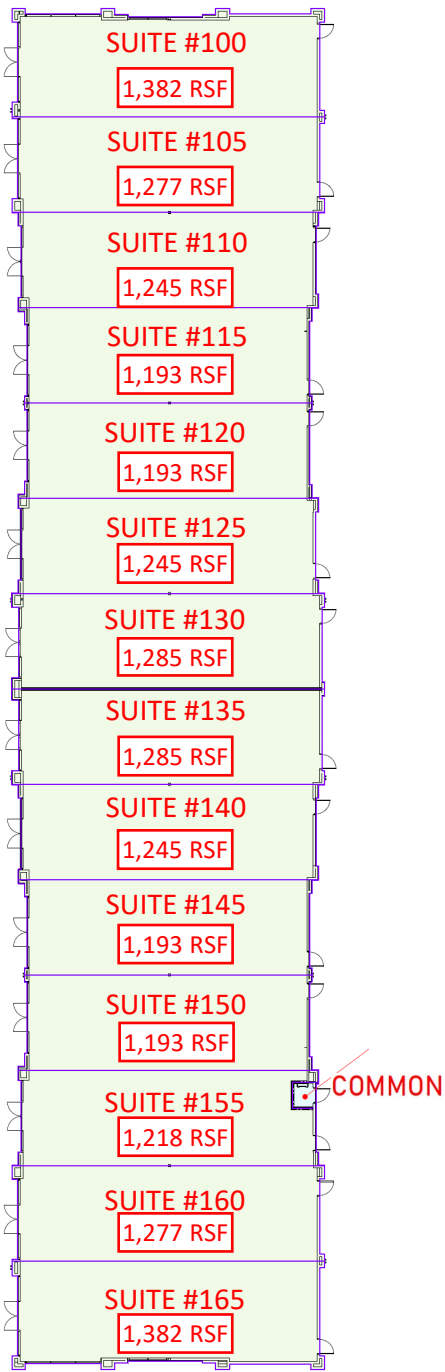 SUITE #100
1,382 RSF
SUITE #105
1,277 RSF
SUITE #110
1,245 RSF
SUITE #115
1,193 RSF
SUITE #120
1,193 RSF
SUITE #125
1,245 RSF
SUITE #130
1,285 RSF
SUITE #135
1,285 RSF
SUITE #140
1,245 RSF
SUITE #145
1,193 RSF
SUITE #150
1,193 RSF
COMMON
SUITE #155
1,218 RSF
SUITE #160
1,277 RSF
SUITE #165
1,382 RSF